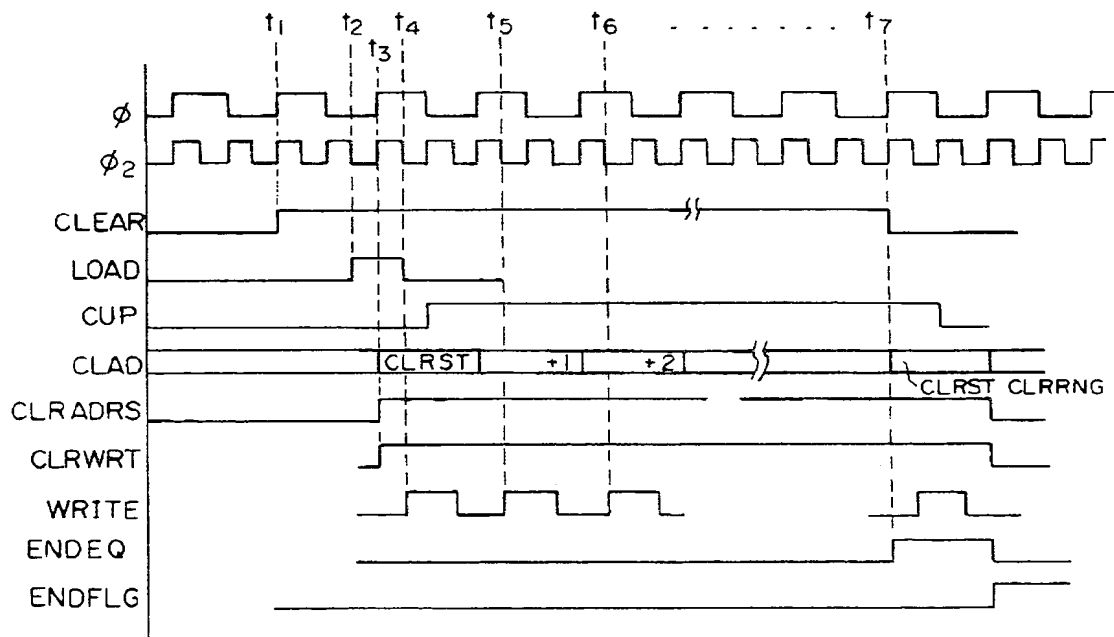 t1 t2 t3 t4 t5 t6 . . . . . . . . t7
φ
φ2
CLEAR
LOAD
CUP
CLAD CLRST +1 +2 CLRST CLRRNG
CLRADRS
CLRWRT
WRITE
ENDEQ
ENDFLG